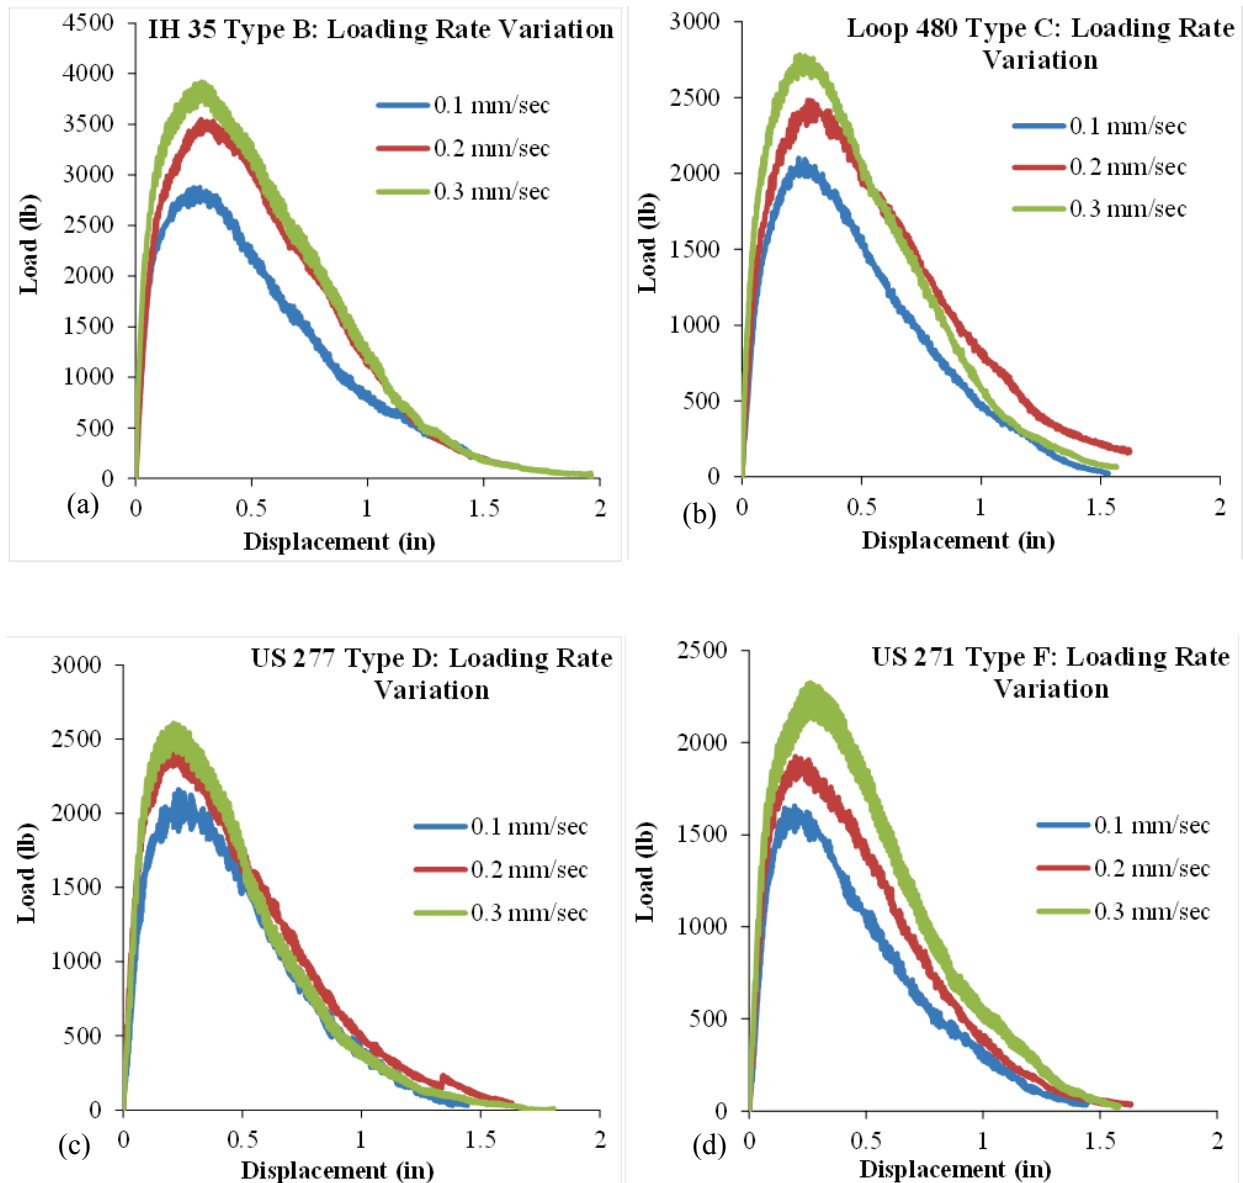 IH 35 Type B: Loading Rate Variation
4500
4000
3500
3000
2500
2000
1500
1000
500
0
Load (lb)
0.1 mm/sec
0.2 mm/sec
0.3 mm/sec
0 0.5 1 1.5 2
Displacement (in)
(a)
Loop 480 Type C: Loading Rate
Variation
3000
2500
2000
1500
1000
500
0
Load (lb)
0.1 mm/sec
0.2 mm/sec
0.3 mm/sec
0 0.5 1 1.5 2
Displacement (in)
(b)
US 277 Type D: Loading Rate
Variation
3000
2500
2000
1500
1000
500
0
Load (lb)
0.1 mm/sec
0.2 mm/sec
0.3 mm/sec
0 0.5 1 1.5 2
Displacement (in)
(c)
US 271 Type F: Loading Rate
Variation
2500
2000
1500
1000
500
0
Load (lb)
0.1 mm/sec
0.2 mm/sec
0.3 mm/sec
0 0.5 1 1.5 2
Displacement (in)
(d)